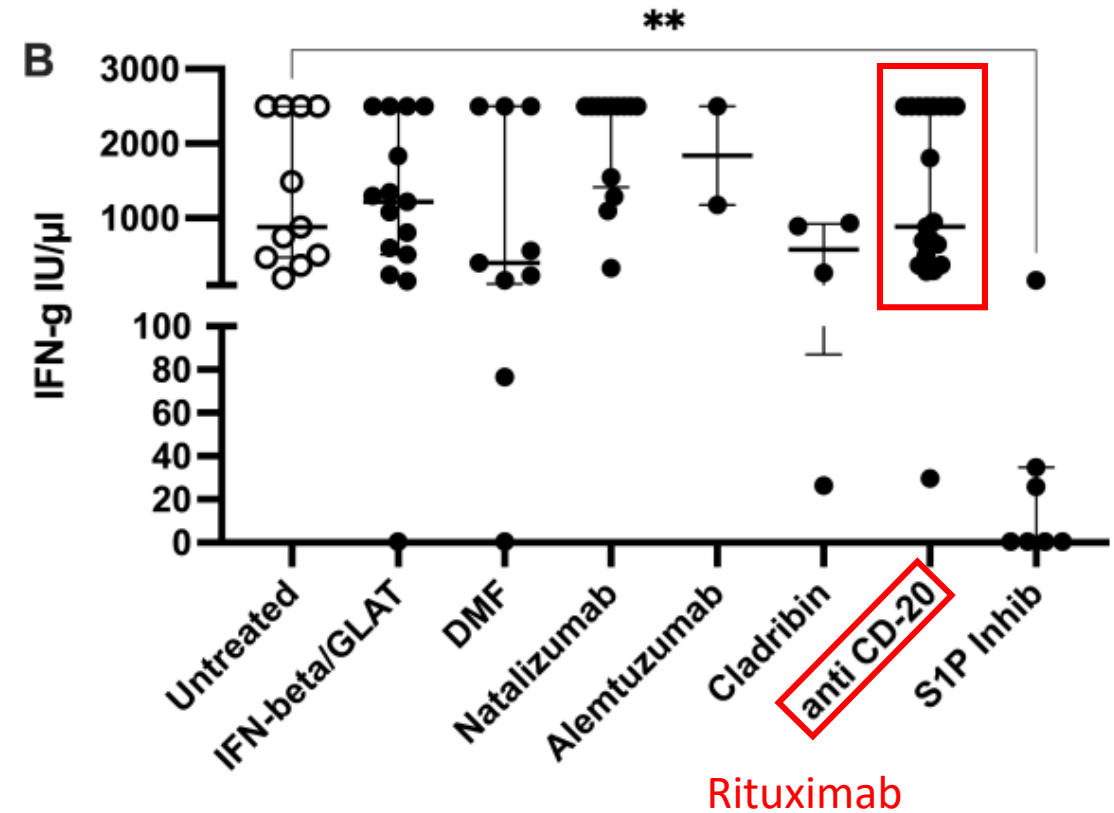 **
B
3000
2000
1000
100
80
60
40
20
0
IFN-g IU/µl
Untreated
IFN-beta/GLAT
DMF
Natalizumab
Alemtuzumab
Cladribin
anti CD-20
S1P Inhib
Rituximab